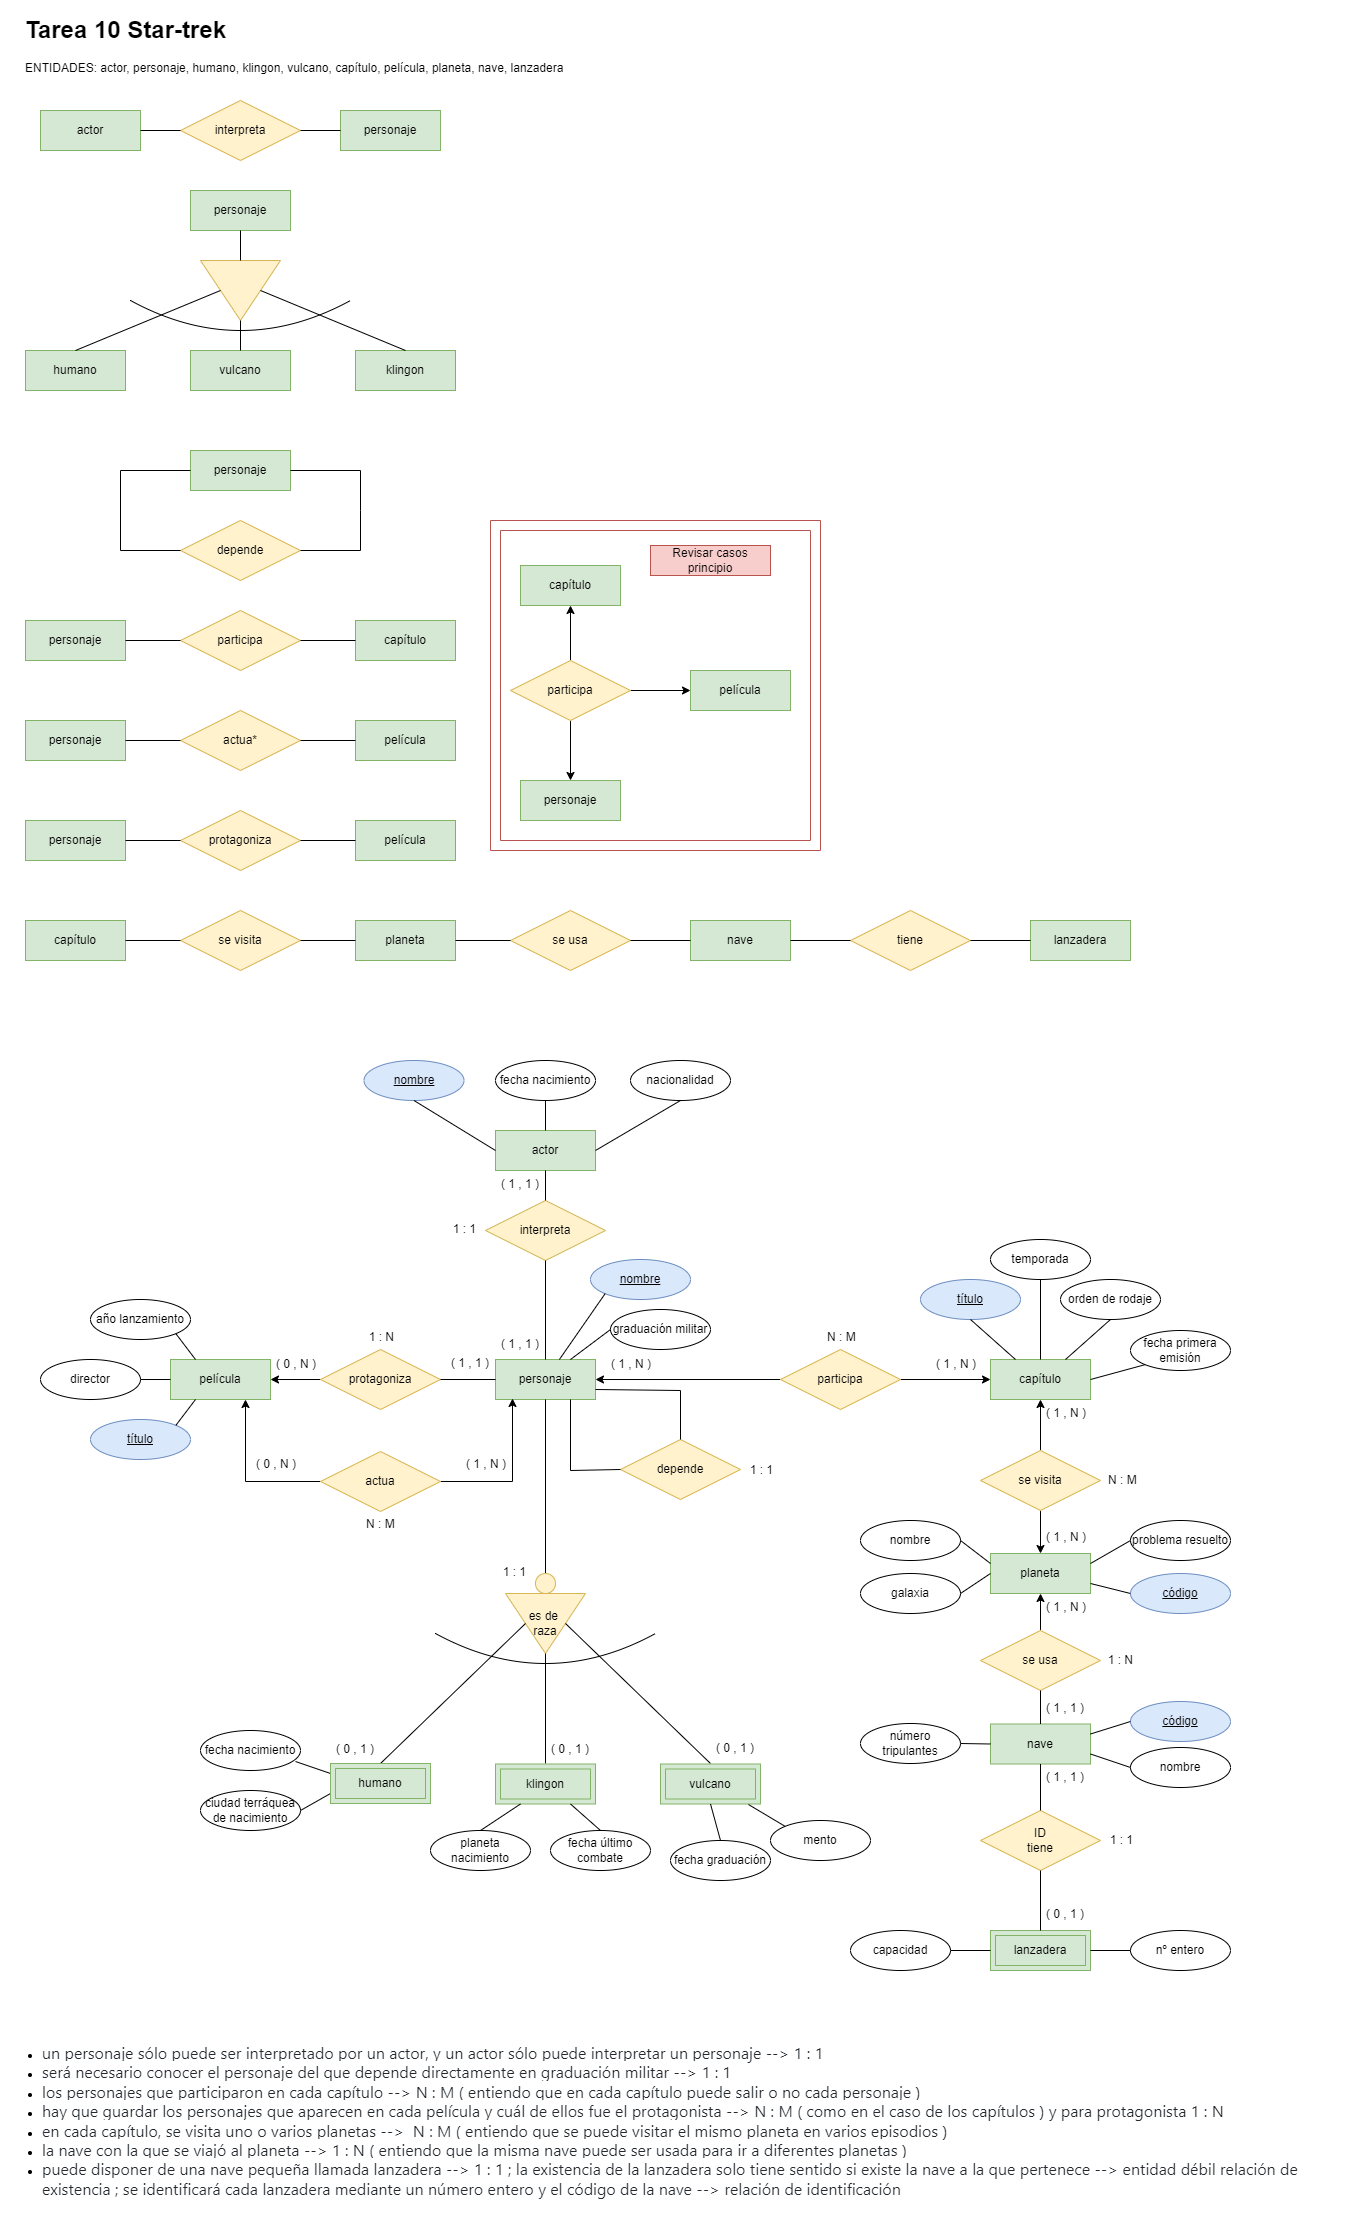 Tarea 10 Star-trek
ENTIDADES: actor, personaje, humano, klingon, vulcano, capítulo, película, planeta, nave, lanzadera
actor
interpreta
personaje
personaje
humano
vulcano
klingon
personaje
depende
personaje
participa
capítulo
personaje
actua*
película
personaje
protagoniza
película
Revisar casos
principio
capítulo
participa
película
personaje
capítulo
se visita
planeta
se usa
nave
tiene
lanzadera
nombre
fecha nacimiento
nacionalidad
actor
( 1 , 1 )
1 : 1
interpreta
nombre
graduación militar
( 1 , 1 )
año lanzamiento
director
título
película
( 0 , N )
1 : N
protagoniza
( 1 , 1 )
personaje
( 1 , N )
N : M
participa
( 1 , N )
temporada
título
orden de rodaje
fecha primera
emisión
capítulo
( 1 , N )
( 0 , N )
actua
( 1 , N )
N : M
depende
1 : 1
se visita
N : M
( 1 , N )
nombre
problema resuelto
planeta
galaxia
código
( 1 , N )
1 : 1
es de
raza
se usa
1 : N
( 1 , 1 )
código
número
tripulantes
nave
nombre
( 1 , 1 )
fecha nacimiento
ciudad terráquea
de nacimiento
( 0 , 1 )
humano
( 0 , 1 )
klingon
( 0 , 1 )
vulcano
planeta
nacimiento
fecha último
combate
fecha graduación
mento
ID
tiene
1 : 1
( 0 , 1 )
capacidad
lanzadera
nº entero
• un personaje sólo puede ser interpretado por un actor, y un actor sólo puede interpretar un personaje --> 1 : 1
• será necesario conocer el personaje del que depende directamente en graduación militar --> 1 : 1
• los personajes que participaron en cada capítulo --> N : M ( entiendo que en cada capítulo puede salir o no cada personaje )
• hay que guardar los personajes que aparecen en cada película y cuál de ellos fue el protagonista --> N : M ( como en el caso de los capítulos ) y para protagonista 1 : N
• en cada capítulo, se visita uno o varios planetas --> N : M ( entiendo que se puede visitar el mismo planeta en varios episodios )
• la nave con la que se viajó al planeta --> 1 : N ( entiendo que la misma nave puede ser usada para ir a diferentes planetas )
• puede disponer de una nave pequeña llamada lanzadera --> 1 : 1 ; la existencia de la lanzadera solo tiene sentido si existe la nave a la que pertenece --> entidad débil relación de
existencia ; se identificará cada lanzadera mediante un número entero y el código de la nave --> relación de identificación